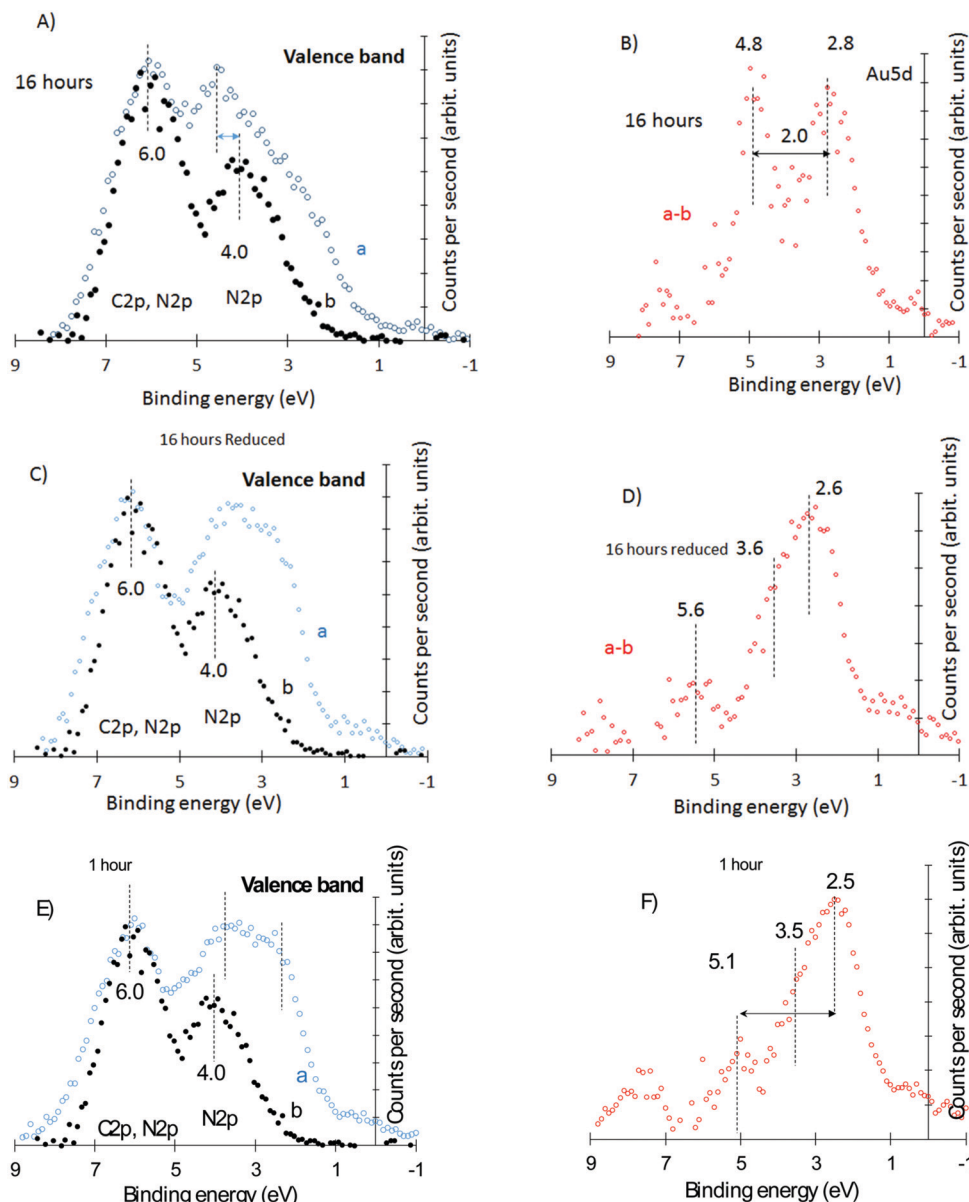 A)
Valence band
16 hours
6.0
4.0
a
C2p, N2p
N2p
b
Counts per second (arbit. units)
9 7 5 3 1 -1
Binding energy (eV)
B)
4.8
2.8
Au5d
16 hours
2.0
a-b
Counts per second (arbit. units)
9 7 5 3 1 -1
Binding energy (eV)
16 hours Reduced
C)
Valence band
6.0
a
4.0
b
C2p, N2p
N2p
Counts per second (arbit. units)
9 7 5 3 1 -1
Binding energy (eV)
D)
2.6
16 hours reduced
3.6
5.6
a-b
Counts per second (arbit. units)
9 7 5 3 1 -1
Binding energy (eV)
1 hour
Valence band
E)
6.0
4.0
a
b
C2p, N2p
N2p
Counts per second (arbit. units)
9 7 5 3 1 -1
Binding energy (eV)
1 hour
F)
2.5
3.5
5.1
Counts per second (arbit. units)
9 7 5 3 1 -1
Binding energy (eV)